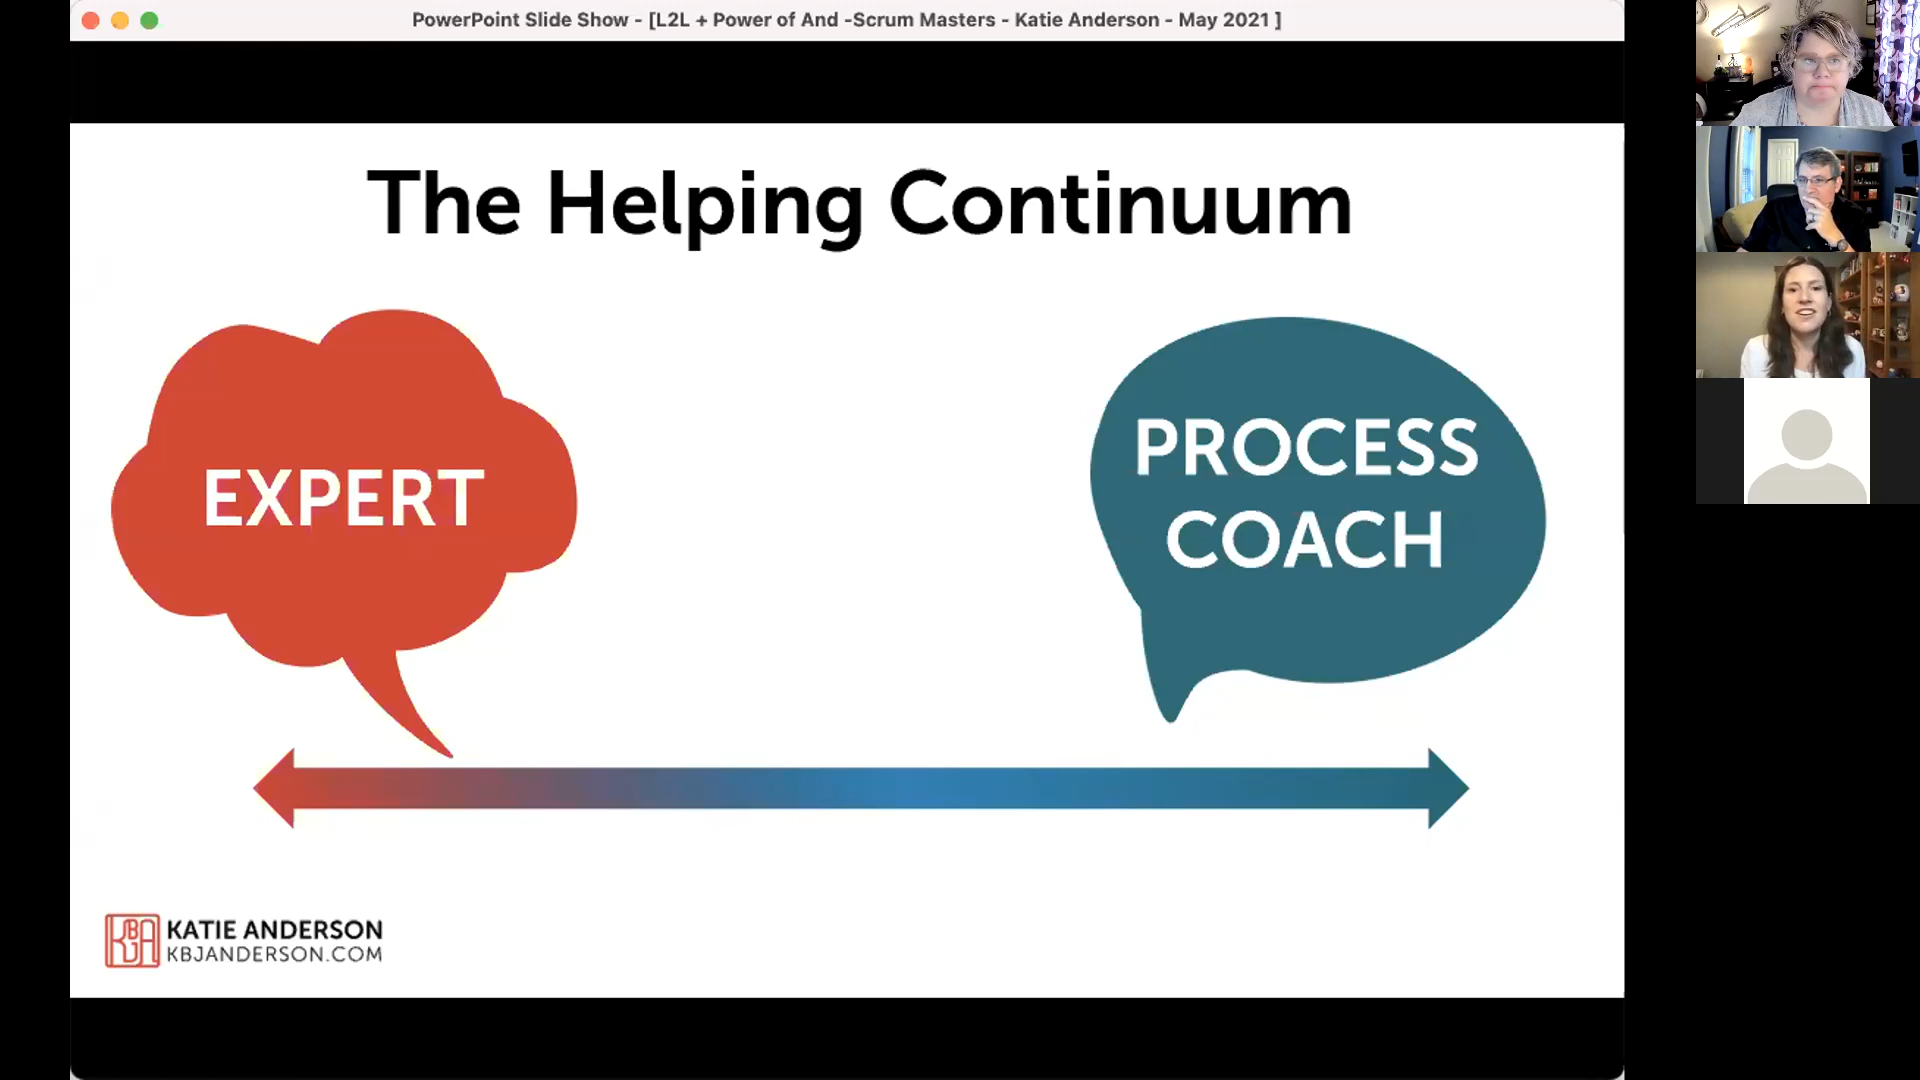 PowerPoint Slide Show - [L2L + Power of And -Scrum Masters - Katie Anderson - May 2021 ]
The Helping Continuum
EXPERT
PROCESS
COACH
KBJA
KATIE ANDERSON
KBJANDERSON.COM